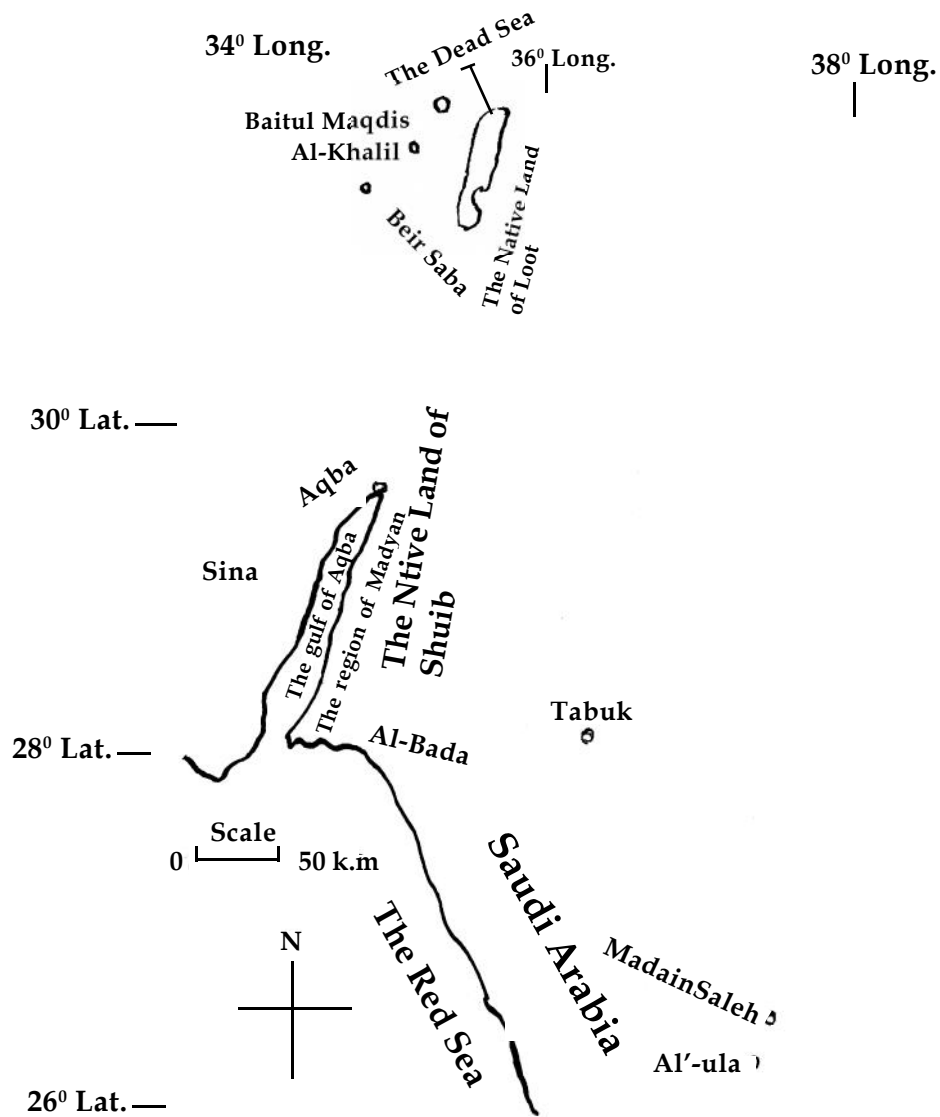 34⁰ Long.
The Dead Sea
36⁰ Long.
38⁰ Long.
Baitul Maqdis
Al-Khalil
Beir Saba
The Native Land
of Loot
30⁰ Lat.
Aqba
Sina
The gulf of Aqba
The region of Madyan
The Ntive Land of
Shuib
Tabuk
28⁰ Lat.
Al-Bada
Scale
0 50 k.m
Saudi Arabia
The Red Sea
N
MadainSaleh
Al'-ula
26⁰ Lat.